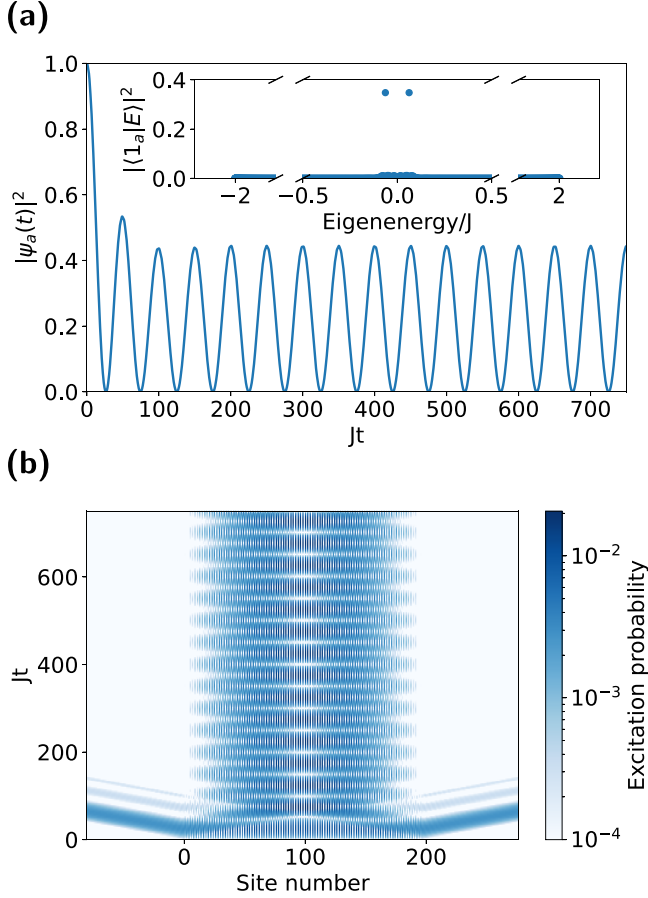 (a)
|ψₐ(t)|²
1.0
0.8
0.6
0.4
0.2
0.0
0 100 200 300 400 500 600 700
Jt
|⟨1ₐ|E⟩|²
0.4
0.2
0.0
−2 −0.5 0.0 0.5 2
Eigenenergy/J
(b)
Jt
600
400
200
0
0 100 200
Site number
10⁻²
10⁻³
10⁻⁴
Excitation probability